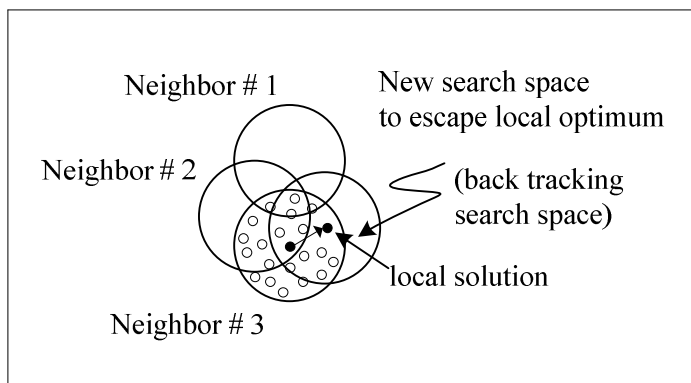 Neighbor # 1
New search space
to escape local optimum
Neighbor # 2
(back tracking
search space)
local solution
Neighbor # 3